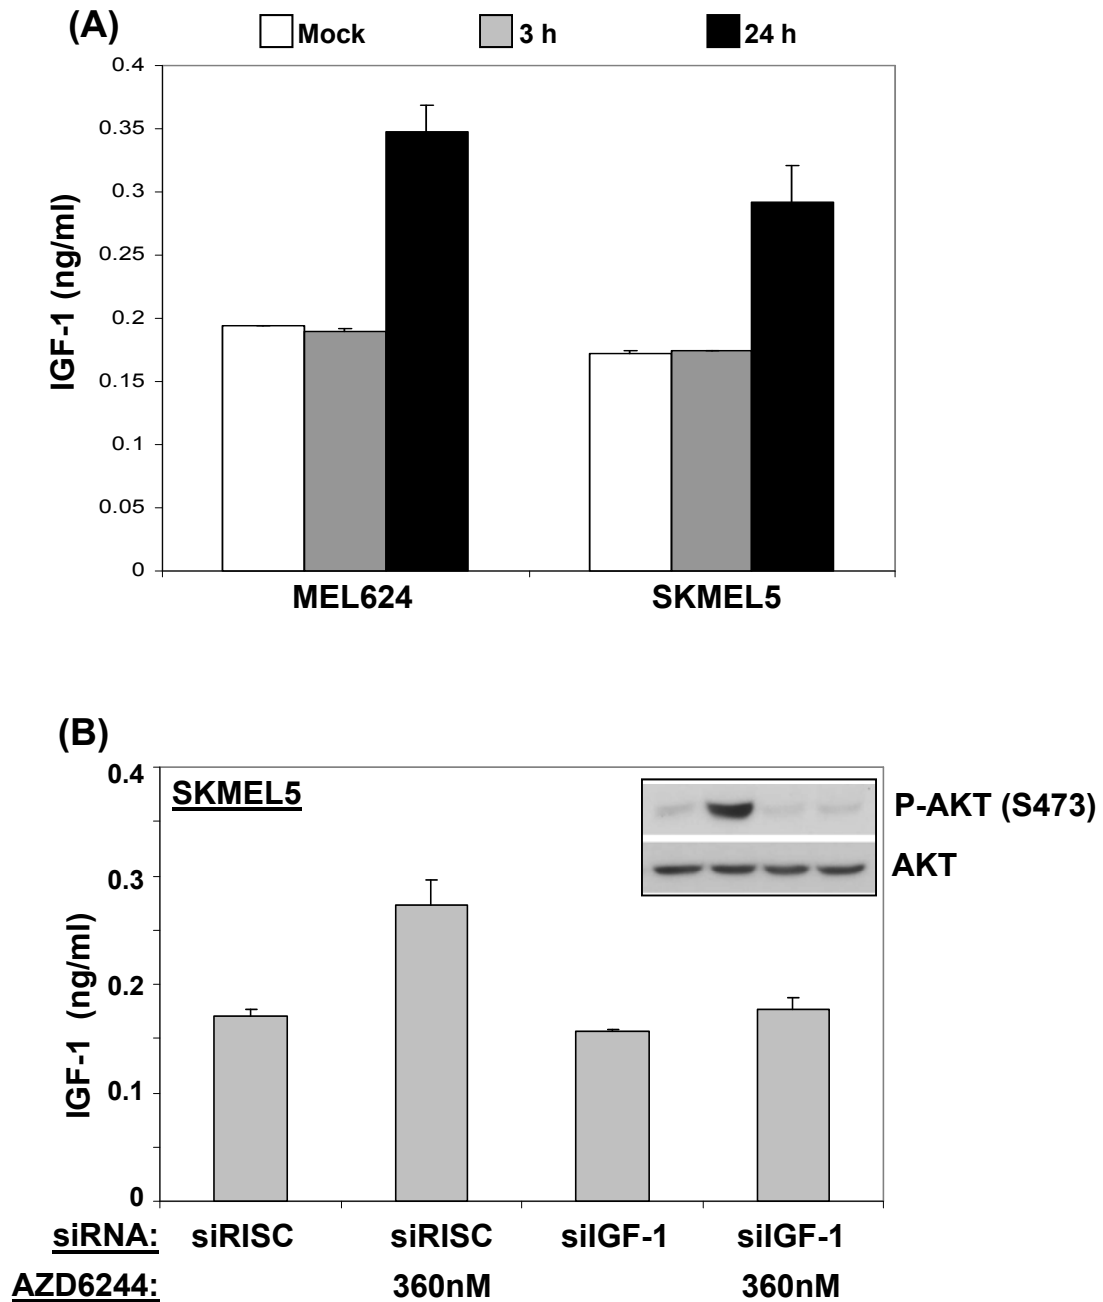 (A)
Mock 3 h 24 h
0.4
0.35
0.3
0.25
0.2
0.15
0.1
0.05
0
IGF-1 (ng/ml)
MEL624 SKMEL5
(B)
0.4
0.3
0.2
0.1
0
IGF-1 (ng/ml)
SKMEL5
P-AKT (S473)
AKT
siRNA: siRISC siRISC siIGF-1 siIGF-1
AZD6244: 360nM 360nM